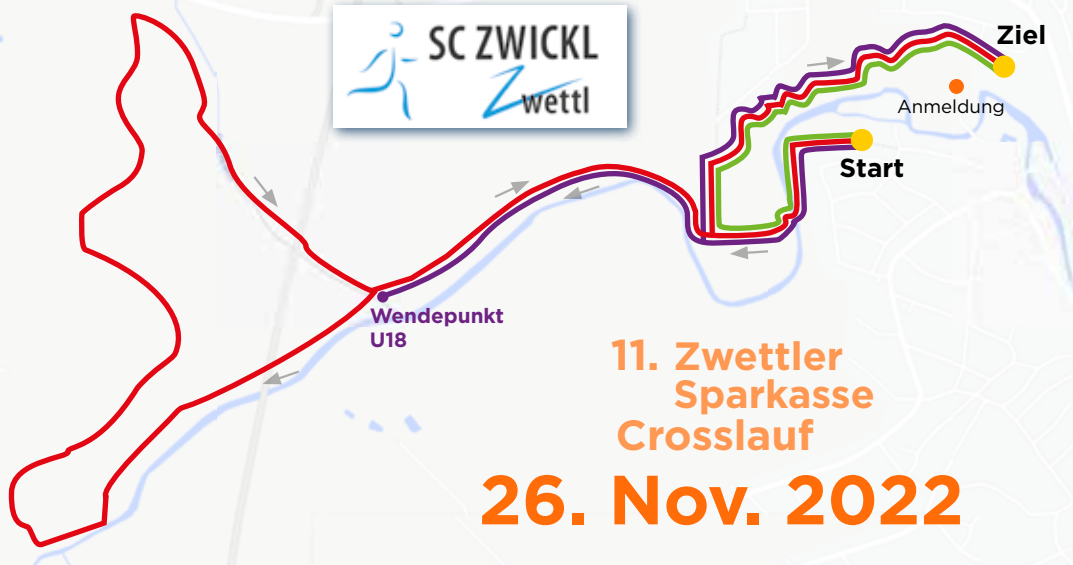 SC ZWICKL
Zwettl
Ziel
Anmeldung
Start
Wendepunkt
U18
11. Zwettler
Sparkasse
Crosslauf
26. Nov. 2022